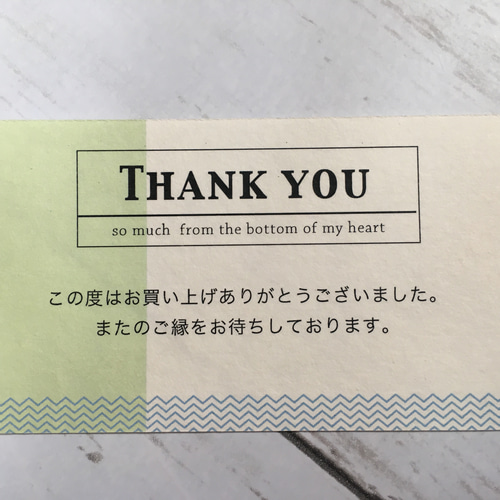 THANK YOU
so much from the bottom of my heart
この度はお買い上げありがとうございました。
またのご縁をお待ちしております。